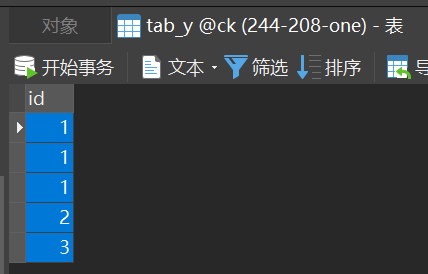 对象 tab_y @ck (244-208-one) - 表
开始事务 文本 筛选 排序
id
1
1
1
2
3